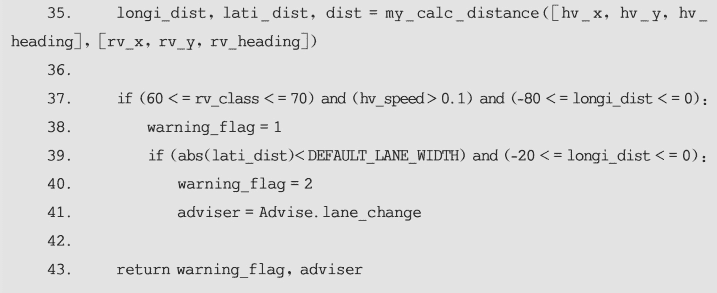 35. longi_dist, lati_dist, dist = my_calc_distance([hv_x, hv_y, hv_
heading], [rv_x, rv_y, rv_heading])
36.
37. if (60 <= rv_class <= 70) and (hv_speed> 0.1) and (-80 <= longi_dist <= 0):
38. warning_flag = 1
39. if (abs(lati_dist)< DEFAULT_LANE_WIDTH) and (-20 <= longi_dist <= 0):
40. warning_flag = 2
41. adviser = Advise.lane_change
42.
43. return warning_flag, adviser